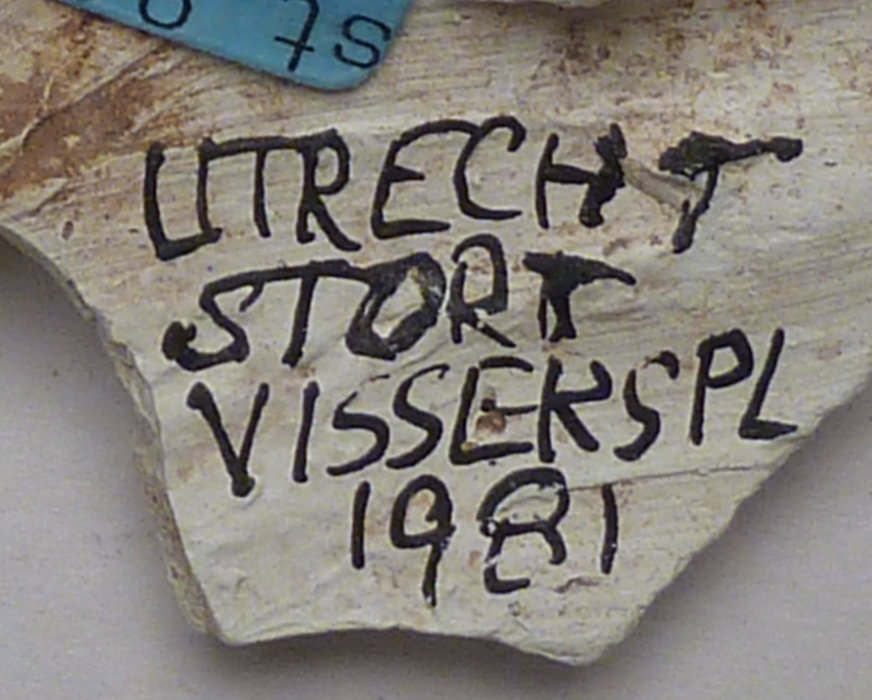 UTRECHT
STORT
VISSERSPL
1981